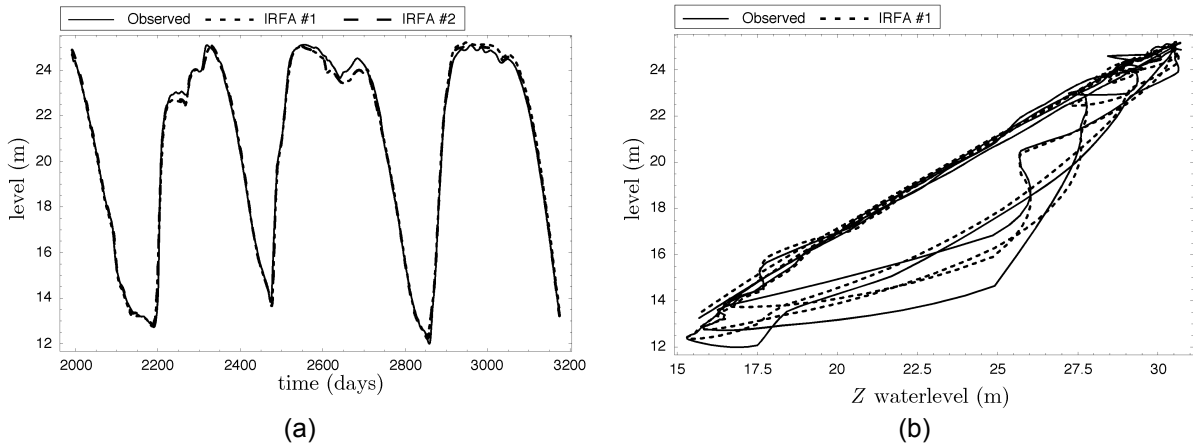 Observed IRFA #1 IRFA #2
24
22
20
18
16
14
12
level (m)
2000 2200 2400 2600 2800 3000 3200
time (days)
(a)
Observed IRFA #1
24
22
20
18
16
14
12
level (m)
15 17.5 20 22.5 25 27.5 30
Z waterlevel (m)
(b)